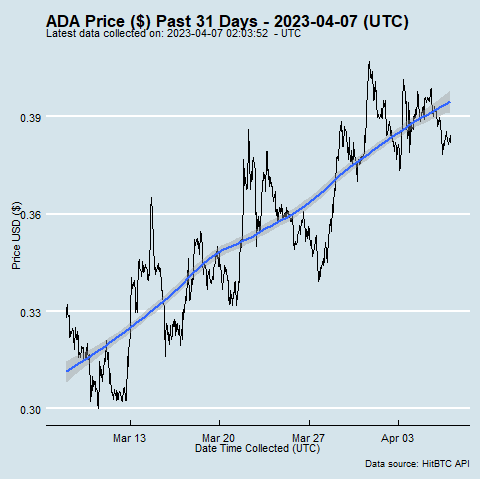 ADA Price ($) Past 31 Days - 2023-04-07 (UTC)
Latest data collected on: 2023-04-07 02:03:52 - UTC
0.39
0.36
0.33
0.30
Price USD ($)
Mar 13 Mar 20 Mar 27 Apr 03
Date Time Collected (UTC)
Data source: HitBTC API